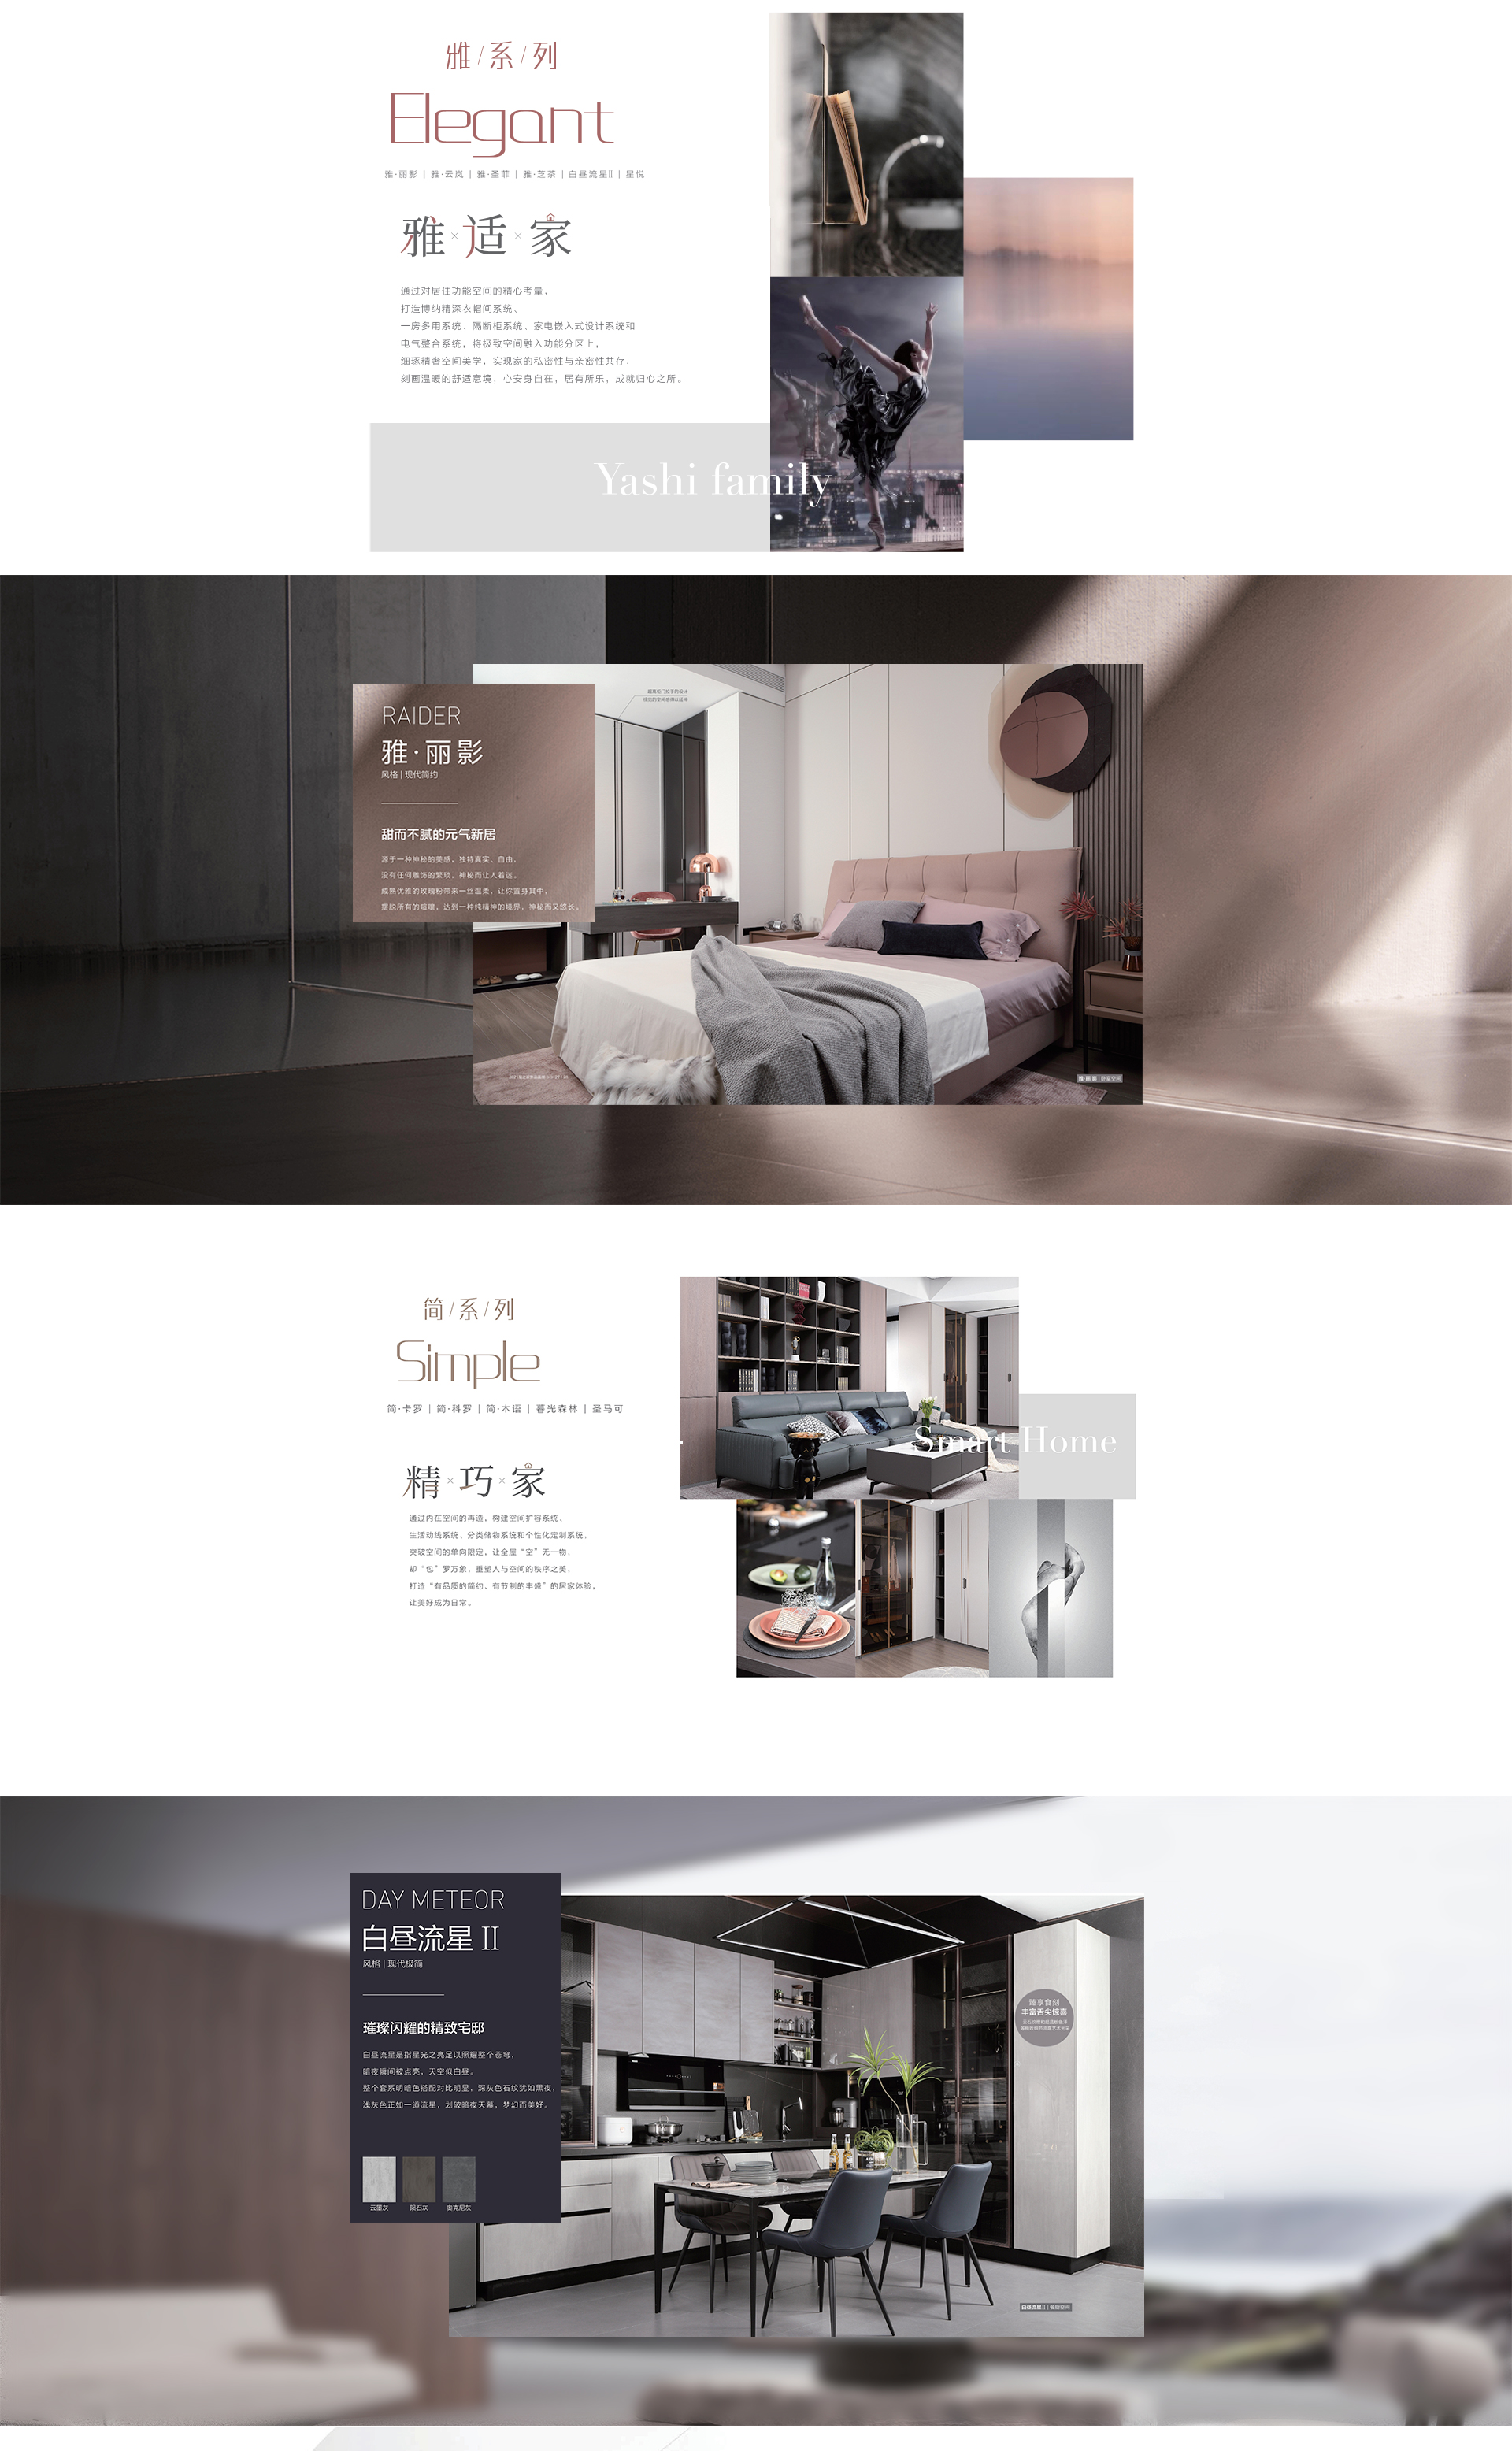 雅/系/列
Elegant
雅·丽影 | 雅·云岚 | 雅·圣菲 | 雅·芝茶 | 白昼流星II | 星悦
雅×适×家
通过对居住功能空间的精心考量，
打造博纳精深衣帽间系统、
一房多用系统、隔断柜系统、家电嵌入式设计系统和
电气整合系统，将极致空间融入功能分区上，
细琢精奢空间美学，实现家的私密性与亲密性共存，
刻画温暖的舒适意境，心安身自在，居有所乐，成就归心之所。
Yashi family
RAIDER
雅·丽影
风格 | 现代简约
甜而不腻的元气新居
源于一种神秘的美感，独特真实、自由，
没有任何雕饰的繁琐，神秘而让人着迷。
成熟优雅的玫瑰粉带来一丝温柔，让你置身其中，
摆脱所有的喧嚷，达到一种纯精神的境界，神秘而又悠长。
雅·丽影 | 卧室空间
简/系/列
Simple
简·卡罗 | 简·科罗 | 简·木语 | 暮光森林 | 圣马可
精×巧×家
通过内在空间的再造，构建空间扩容系统、
生活动线系统、分类储物系统和个性化定制系统，
突破空间的单向限定，让全屋“空”无一物，
却“包”罗万象，重塑人与空间的秩序之美，
打造“有品质的简约、有节制的丰盛”的居家体验，
让美好成为日常。
Smart Home
DAY METEOR
白昼流星 II
风格 | 现代极简
璀璨闪耀的精致宅邸
白昼流星是指星光之亮足以照耀整个苍穹，
暗夜瞬间被点亮，天空似白昼。
整个套系明暗色搭配对比明显，深灰色石纹犹如黑夜，
浅灰色正如一道流星，划破暗夜天幕，梦幻而美好。
云墨灰 丽石灰 奥克尼灰
臻享食刻
丰富舌尖惊喜
白昼流星II | 餐厨空间